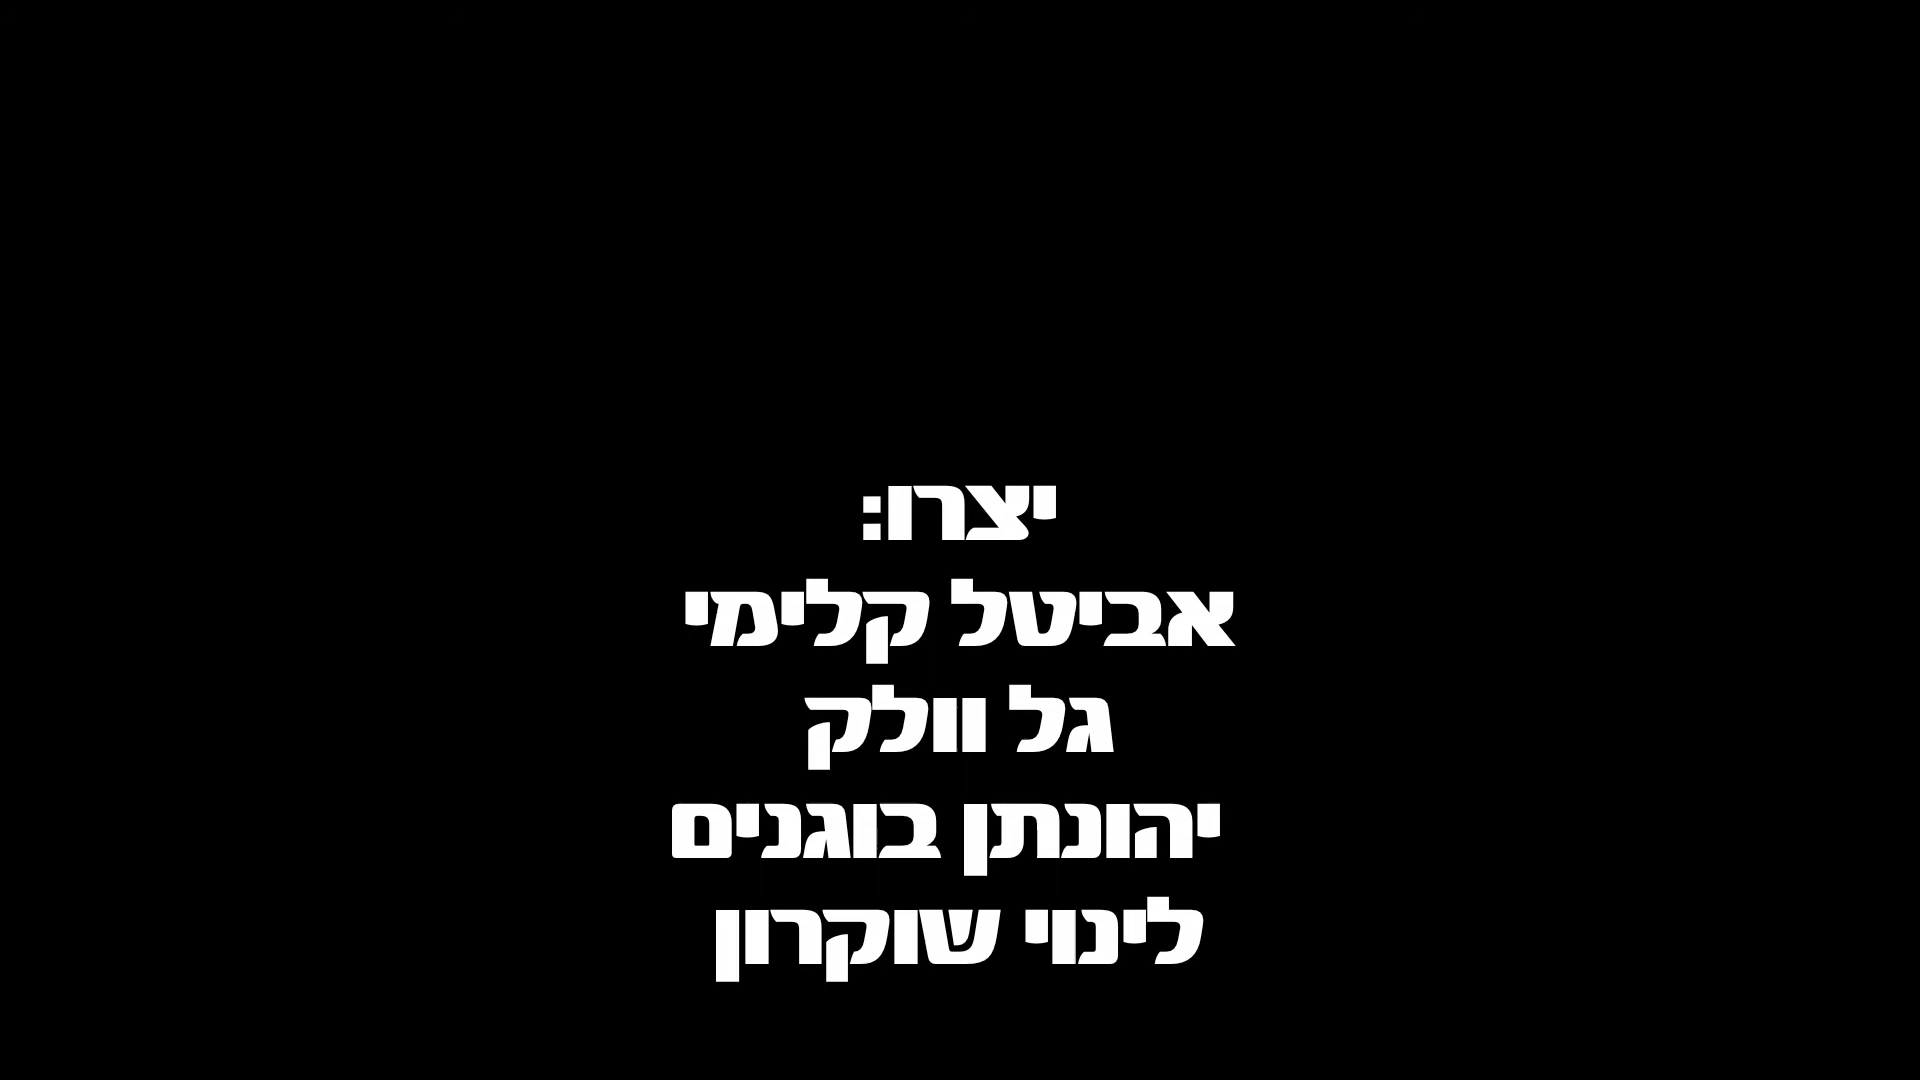 יצרו:
אביטל קלימי
גל וולק
יהונתן בוגנים
לינוי שוקרון